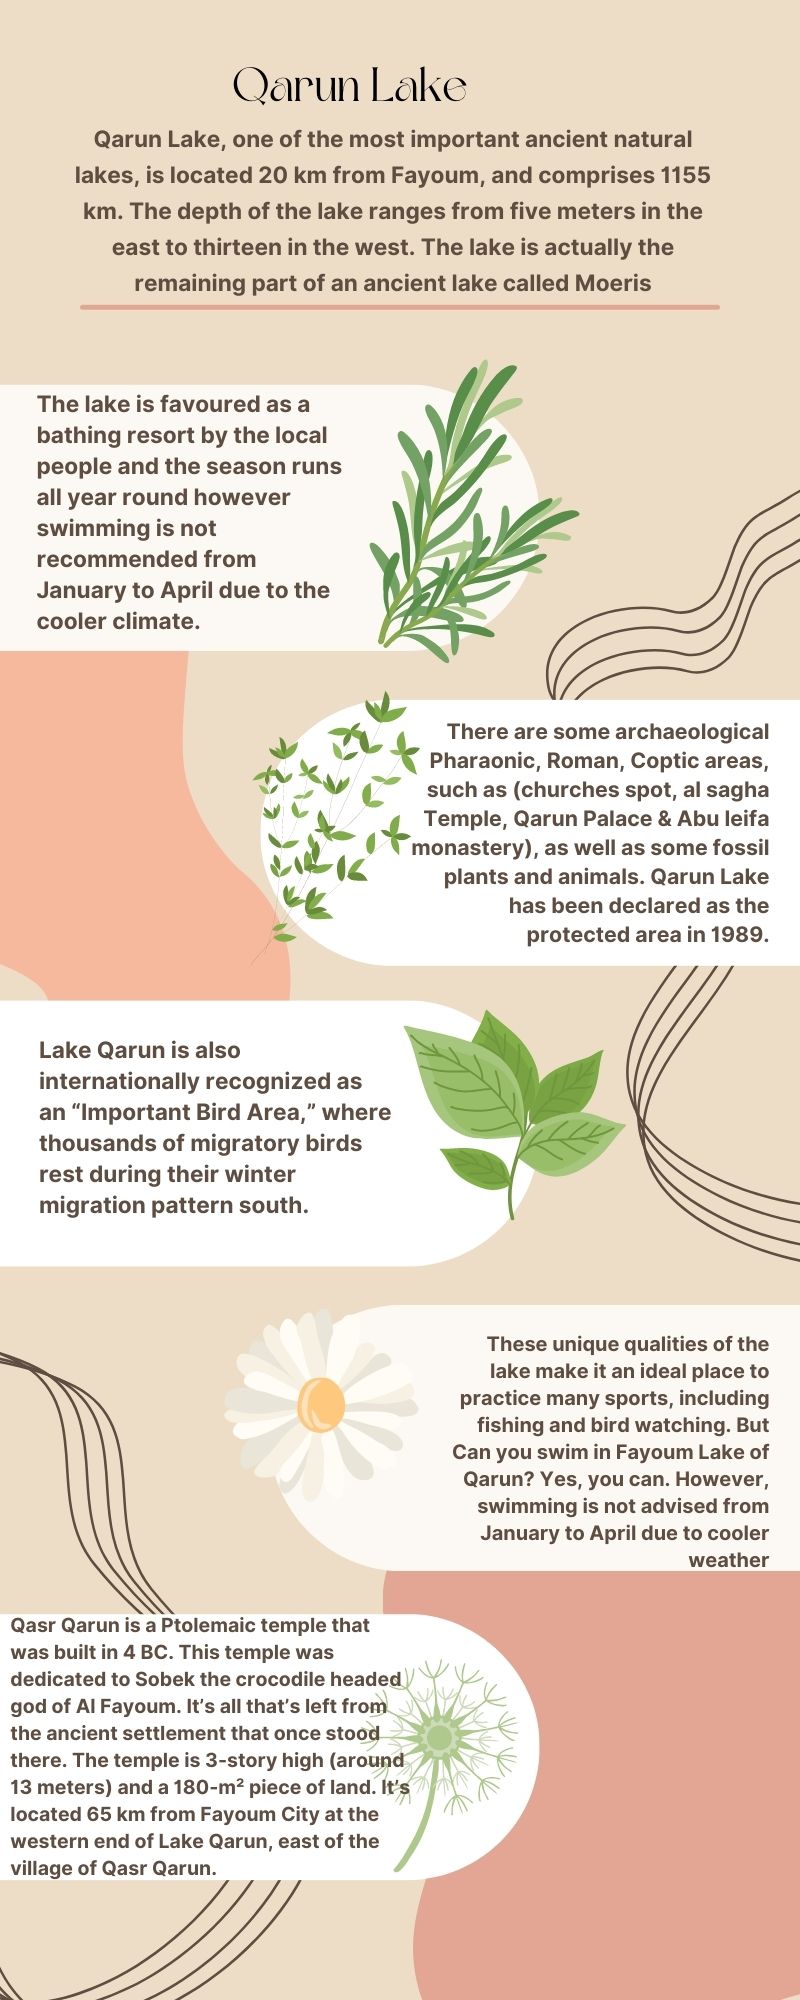 Qarun Lake
Qarun Lake, one of the most important ancient natural
lakes, is located 20 km from Fayoum, and comprises 1155
km. The depth of the lake ranges from five meters in the
east to thirteen in the west. The lake is actually the
remaining part of an ancient lake called Moeris
The lake is favoured as a
bathing resort by the local
people and the season runs
all year round however
swimming is not
recommended from
January to April due to the
cooler climate.
There are some archaeological
Pharaonic, Roman, Coptic areas,
such as (churches spot, al sagha
Temple, Qarun Palace & Abu leifa
monastery), as well as some fossil
plants and animals. Qarun Lake
has been declared as the
protected area in 1989.
Lake Qarun is also
internationally recognized as
an “Important Bird Area,” where
thousands of migratory birds
rest during their winter
migration pattern south.
These unique qualities of the
lake make it an ideal place to
practice many sports, including
fishing and bird watching. But
Can you swim in Fayoum Lake of
Qarun? Yes, you can. However,
swimming is not advised from
January to April due to cooler
weather
Qasr Qarun is a Ptolemaic temple that
was built in 4 BC. This temple was
dedicated to Sobek the crocodile headed
god of Al Fayoum. It’s all that’s left from
the ancient settlement that once stood
there. The temple is 3-story high (around
13 meters) and a 180-m² piece of land. It’s
located 65 km from Fayoum City at the
western end of Lake Qarun, east of the
village of Qasr Qarun.